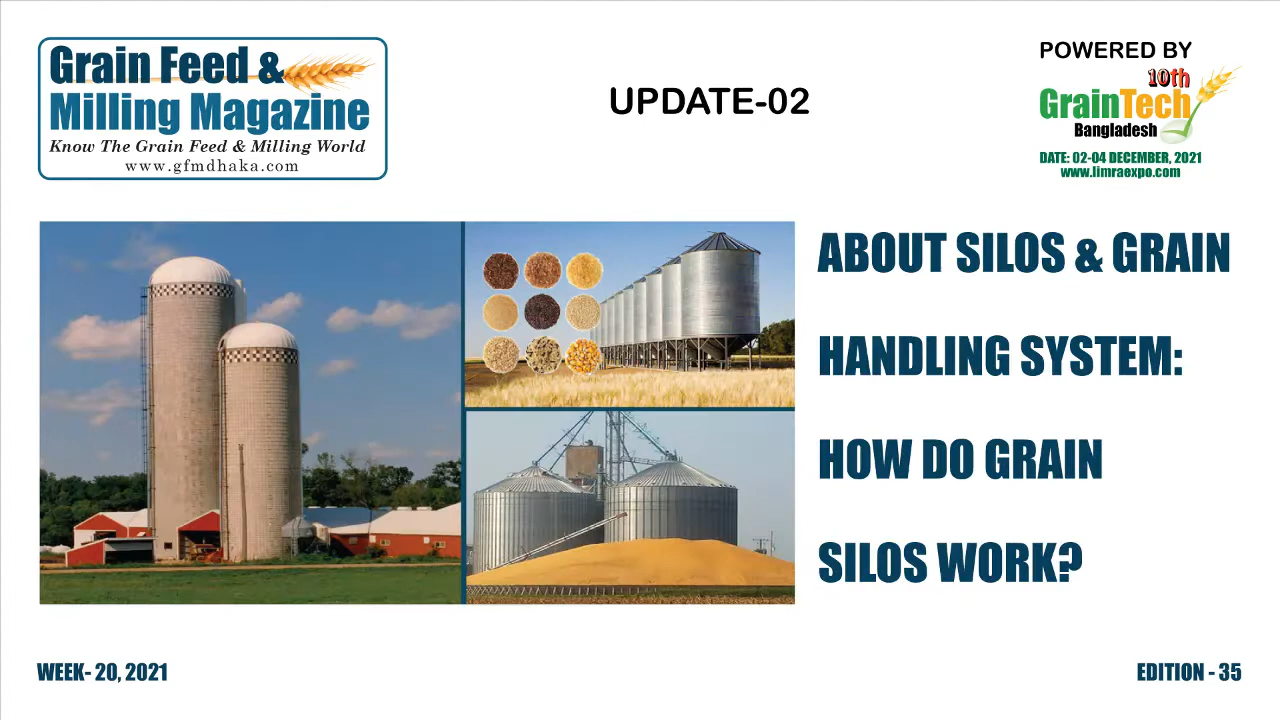 Grain Feed &
Milling Magazine
Know The Grain Feed & Milling World
www.gfmdhaka.com
UPDATE-02
POWERED BY
10th
GrainTech
Bangladesh
DATE: 02-04 DECEMBER, 2021
www.limraexpo.com
ABOUT SILOS & GRAIN
HANDLING SYSTEM:
HOW DO GRAIN
SILOS WORK?
WEEK- 20, 2021
EDITION - 35